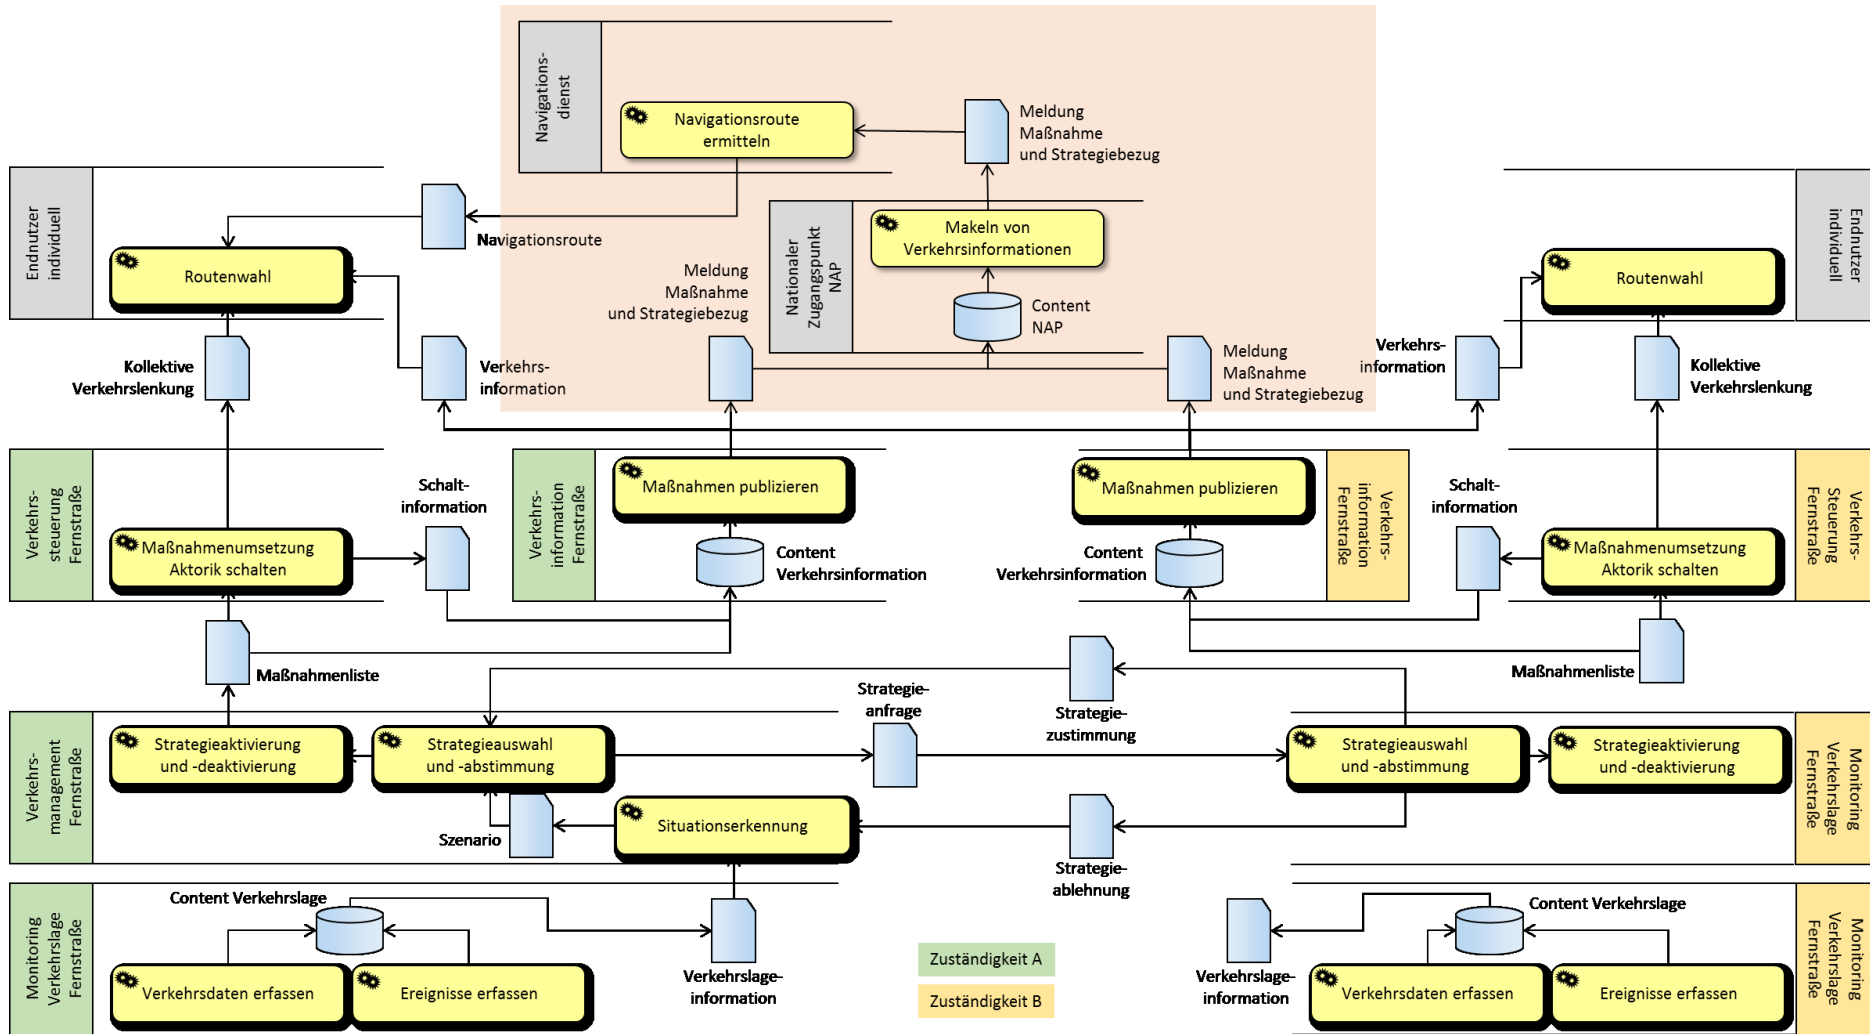 Navigations-
dienst
Navigationsroute
ermitteln
Meldung
Maßnahme
und Strategiebezug
Endnutzer
individuell
Navigationsroute
Routenwahl
Nationaler
Zugangspunkt
NAP
Makeln von
Verkehrsinformationen
Content
NAP
Meldung
Maßnahme
und Strategiebezug
Meldung
Maßnahme
und Strategiebezug
Endnutzer
individuell
Routenwahl
Kollektive
Verkehrslenkung
Verkehrs-
information
Verkehrs-
information
Kollektive
Verkehrslenkung
Verkehrs-
steuerung
Fernstraße
Maßnahmenumsetzung
Aktorik schalten
Schalt-
information
Verkehrs-
information
Fernstraße
Maßnahmen publizieren
Content
Verkehrsinformation
Maßnahmen publizieren
Content
Verkehrsinformation
Verkehrs-
information
Fernstraße
Schalt-
information
Maßnahmenumsetzung
Aktorik schalten
Verkehrs-
Steuerung
Fernstraße
Maßnahmenliste
Maßnahmenliste
Verkehrs-
management
Fernstraße
Strategieaktivierung
und -deaktivierung
Strategieauswahl
und -abstimmung
Strategie-
anfrage
Strategie-
zustimmung
Strategieauswahl
und -abstimmung
Strategieaktivierung
und -deaktivierung
Monitoring
Verkehrslage
Fernstraße
Szenario
Situationserkennung
Strategie-
ablehnung
Monitoring
Verkehrslage
Fernstraße
Content Verkehrslage
Verkehrsdaten erfassen
Ereignisse erfassen
Verkehrslage-
information
Zuständigkeit A
Zuständigkeit B
Verkehrslage-
information
Content Verkehrslage
Verkehrsdaten erfassen
Ereignisse erfassen
Monitoring
Verkehrslage
Fernstraße